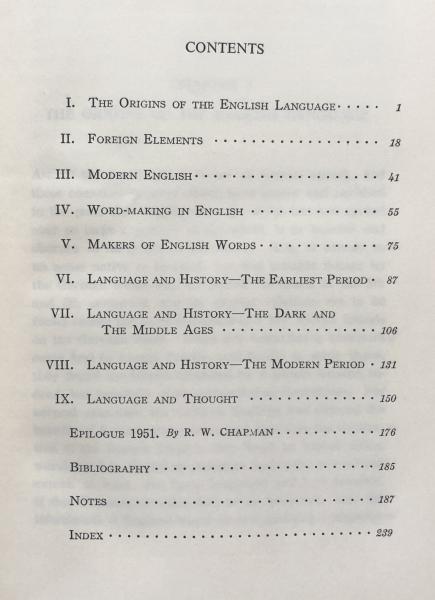 CONTENTS
I. The Origins of the English Language · · · · · 1
II. Foreign Elements · · · · · · · · · · · · · · · · · 18
III. Modern English · · · · · · · · · · · · · · · · · · · 41
IV. Word-making in English · · · · · · · · · · · · · 55
V. Makers of English Words · · · · · · · · · · · · 75
VI. Language and History—The Earliest Period · 87
VII. Language and History—The Dark and
The Middle Ages · · · · · · · · · · · · · · · · 106
VIII. Language and History—The Modern Period · 131
IX. Language and Thought · · · · · · · · · · · · · 150
Epilogue 1951. By R. W. Chapman · · · · · · · · · · 176
Bibliography · · · · · · · · · · · · · · · · · · · · · · · 185
Notes · · · · · · · · · · · · · · · · · · · · · · · · · · 187
Index · · · · · · · · · · · · · · · · · · · · · · · · · · · 239